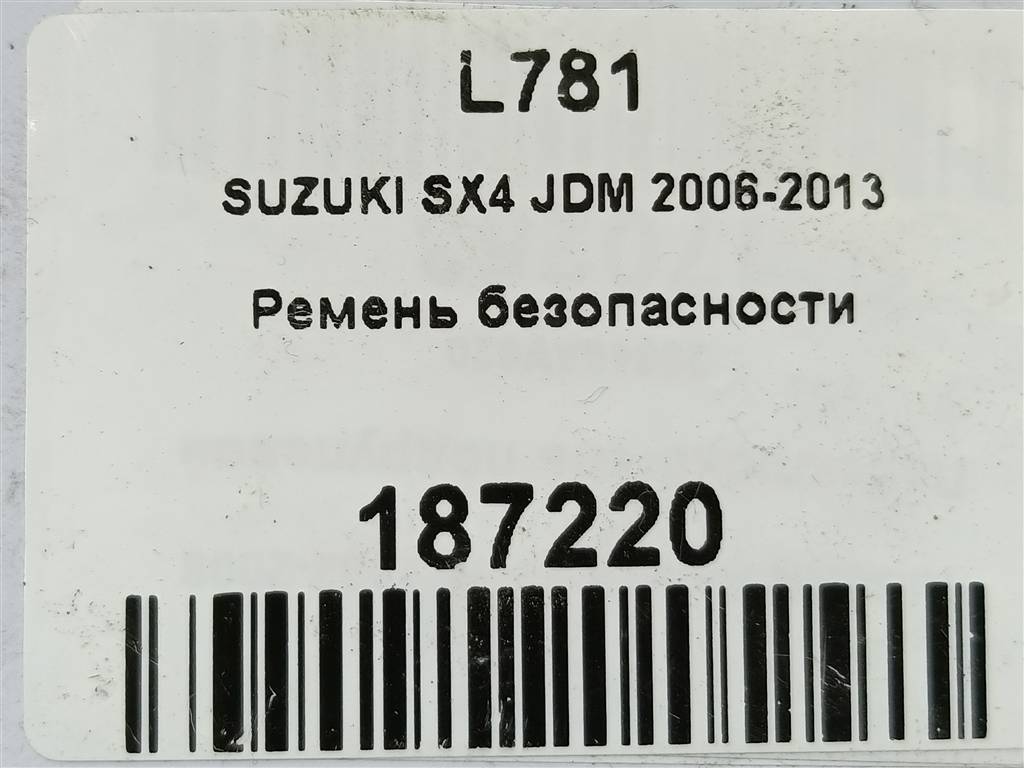 L781
SUZUKI SX4 JDM 2006-2013
Ремень безопасности
187220